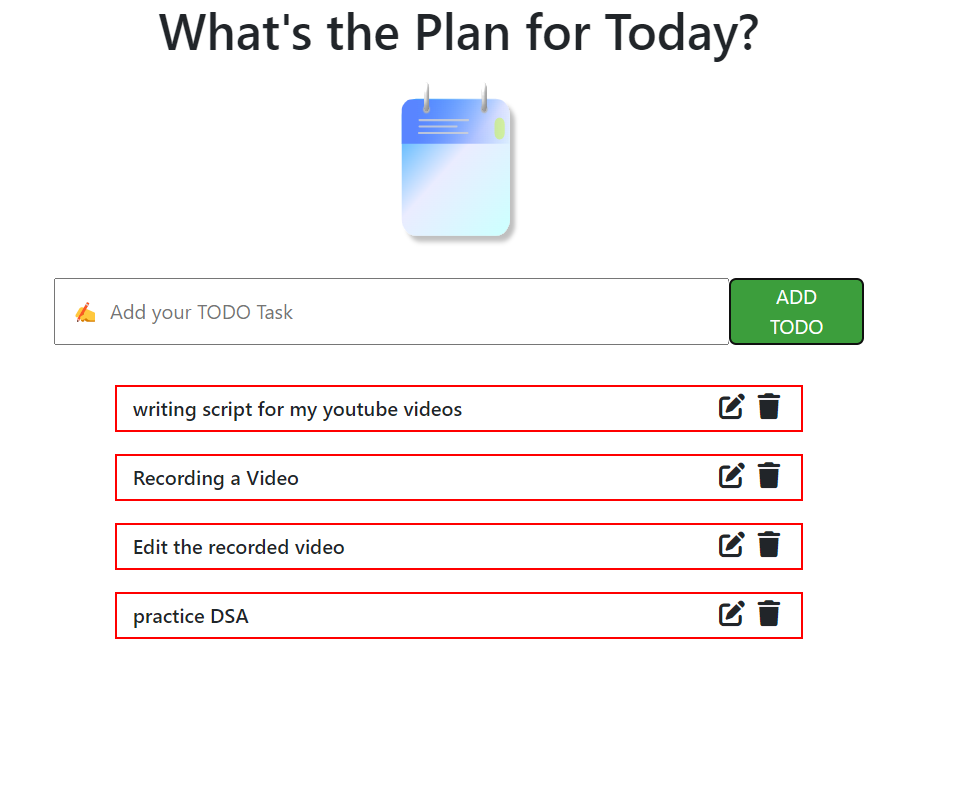 What's the Plan for Today?
✍ Add your TODO Task
ADD
TODO
writing script for my youtube videos
Recording a Video
Edit the recorded video
practice DSA